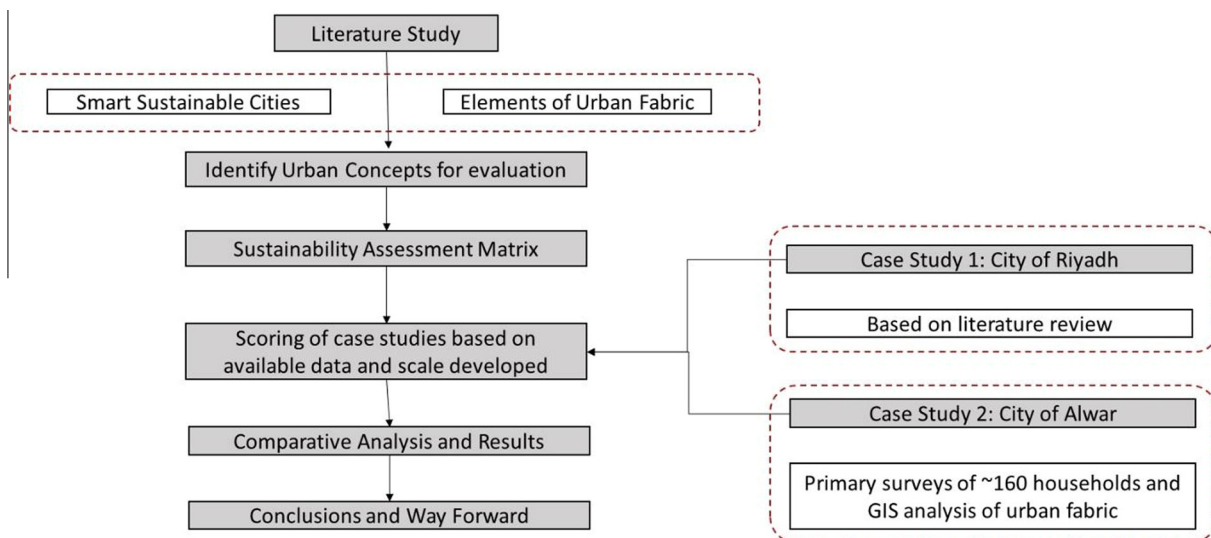 Literature Study
Smart Sustainable Cities
Elements of Urban Fabric
Identify Urban Concepts for evaluation
Sustainability Assessment Matrix
Scoring of case studies based on
available data and scale developed
Comparative Analysis and Results
Conclusions and Way Forward
Case Study 1: City of Riyadh
Based on literature review
Case Study 2: City of Alwar
Primary surveys of ~160 households and
GIS analysis of urban fabric